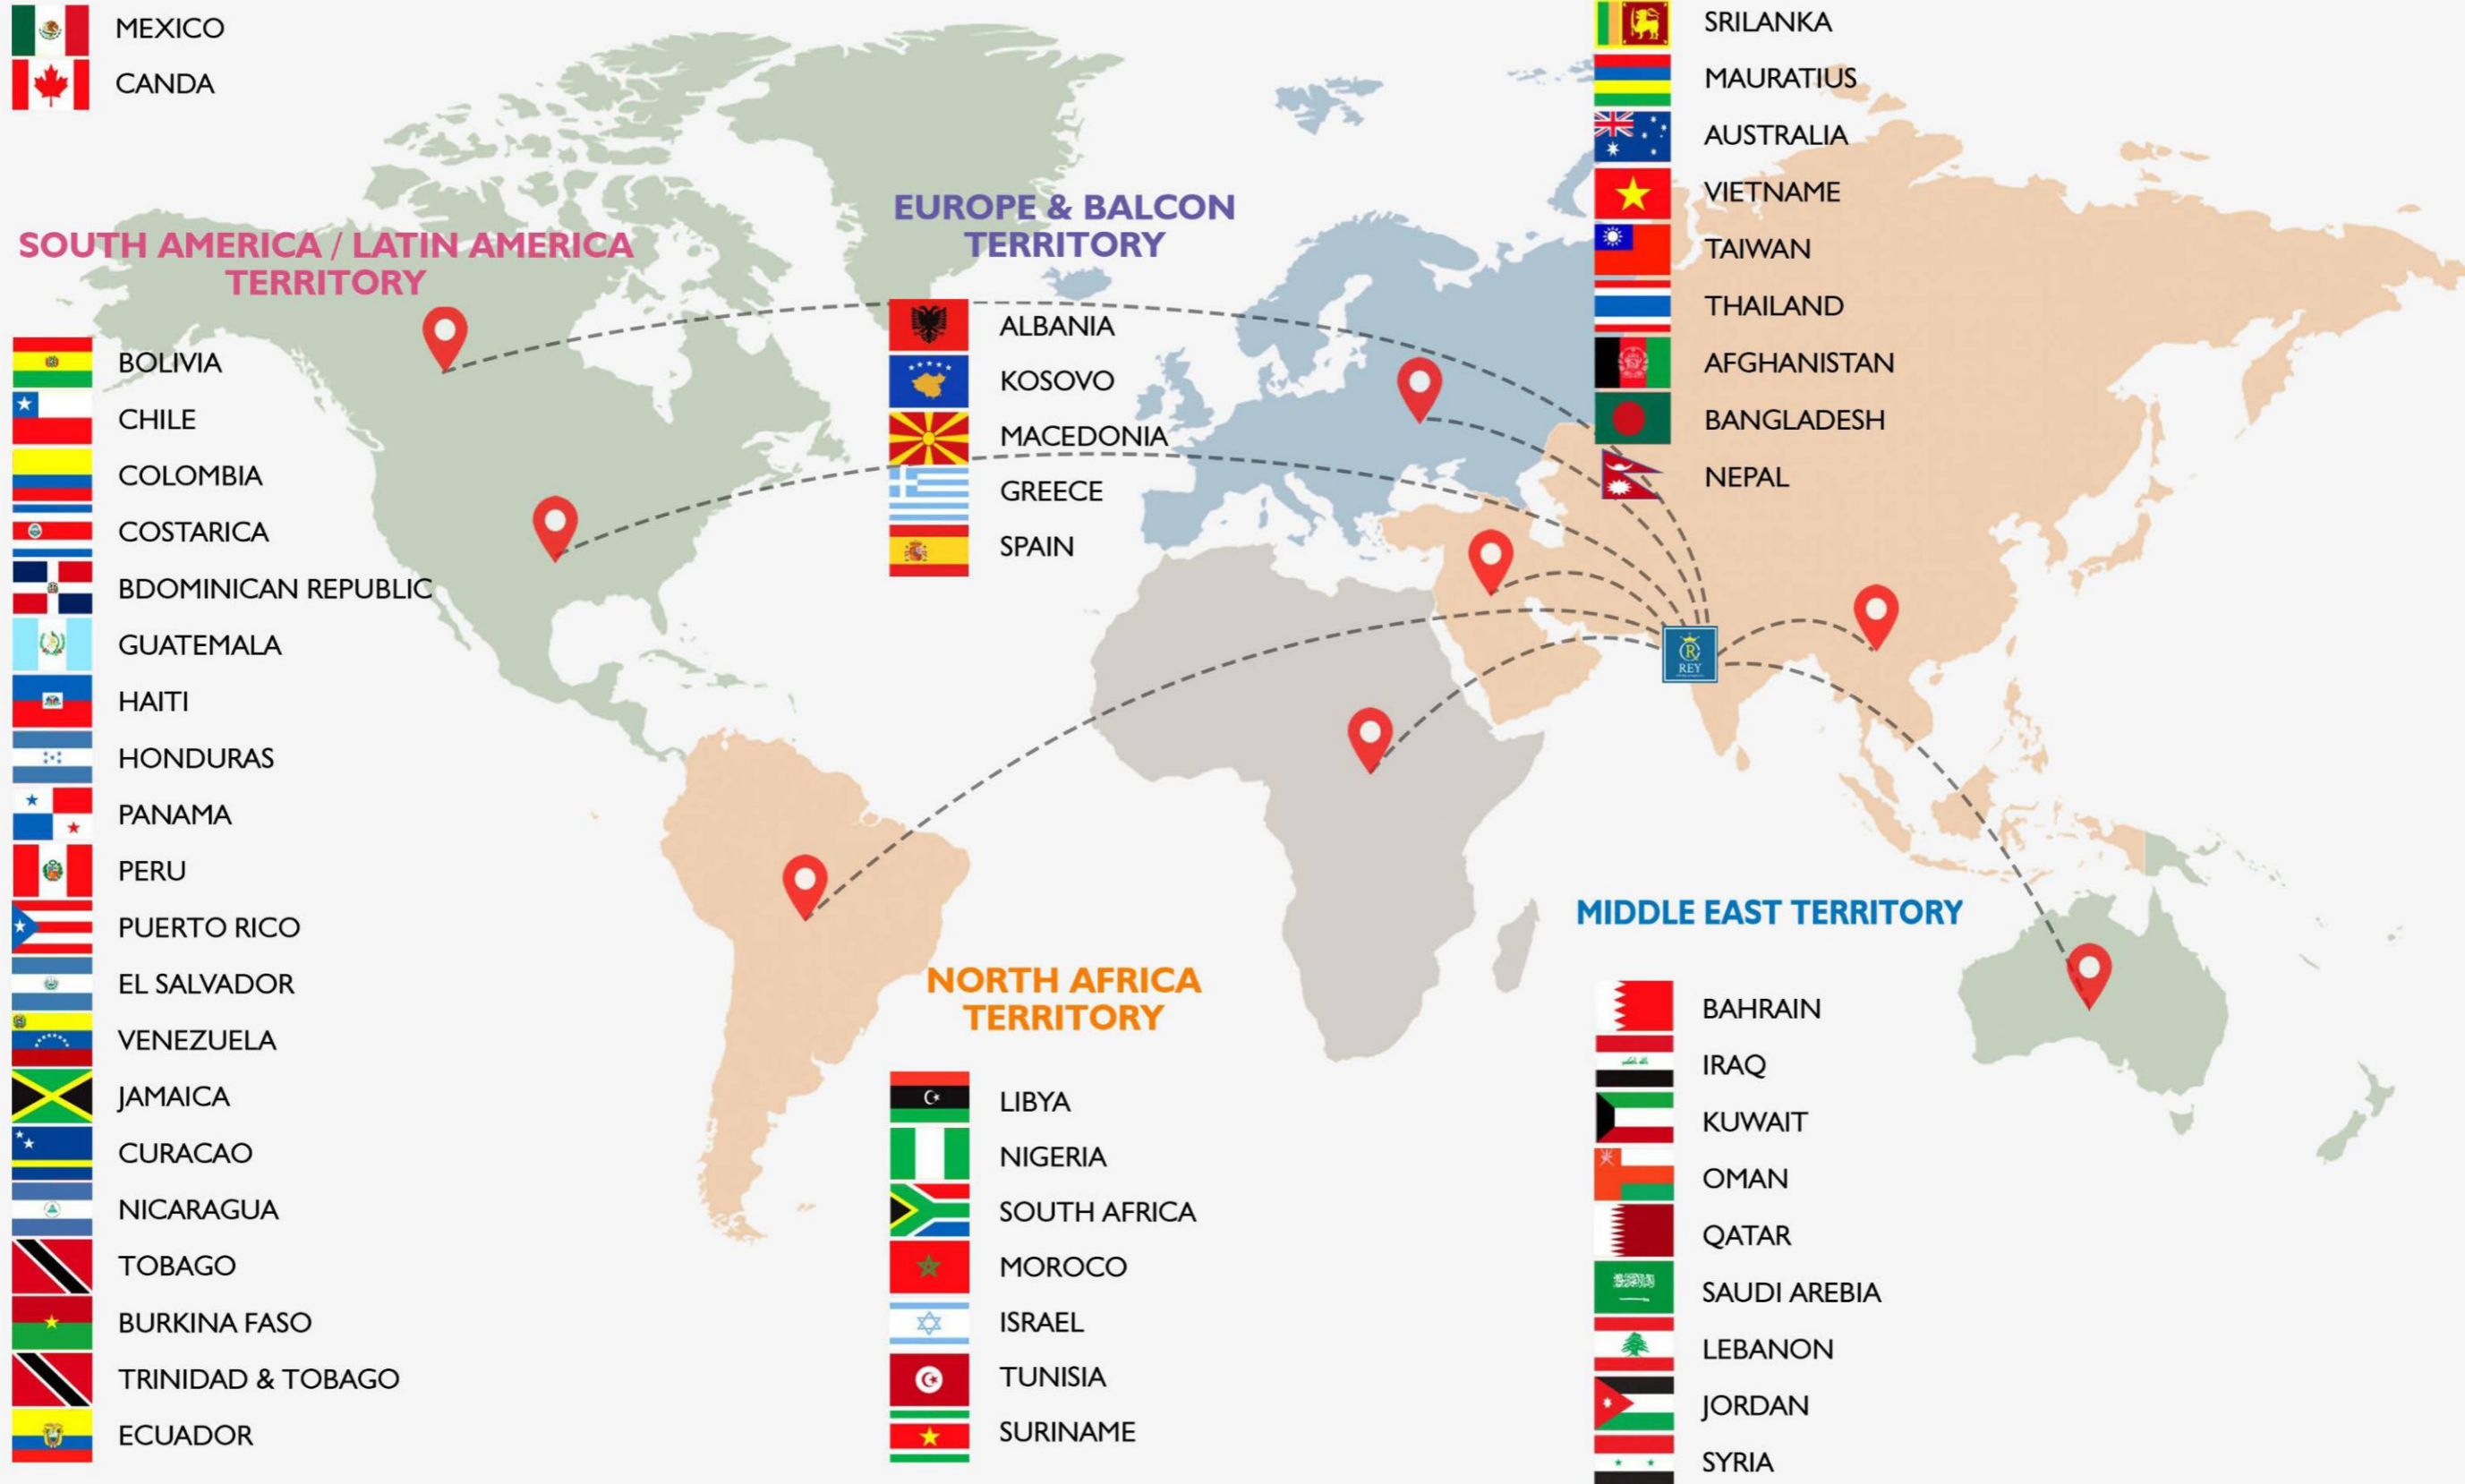 MEXICO
CANDA
SOUTH AMERICA / LATIN AMERICA
TERRITORY
BOLIVIA
CHILE
COLOMBIA
COSTARICA
BDOMINICAN REPUBLIC
GUATEMALA
HAITI
HONDURAS
PANAMA
PERU
PUERTO RICO
EL SALVADOR
VENEZUELA
JAMAICA
CURACAO
NICARAGUA
TOBAGO
BURKINA FASO
TRINIDAD & TOBAGO
ECUADOR
EUROPE & BALCON
TERRITORY
ALBANIA
KOSOVO
MACEDONIA
GREECE
SPAIN
NORTH AFRICA
TERRITORY
LIBYA
NIGERIA
SOUTH AFRICA
MOROCO
ISRAEL
TUNISIA
SURINAME
SRILANKA
MAURATIUS
AUSTRALIA
VIETNAME
TAIWAN
THAILAND
AFGHANISTAN
BANGLADESH
NEPAL
R
REY
MIDDLE EAST TERRITORY
BAHRAIN
IRAQ
KUWAIT
OMAN
QATAR
SAUDI AREBIA
LEBANON
JORDAN
SYRIA